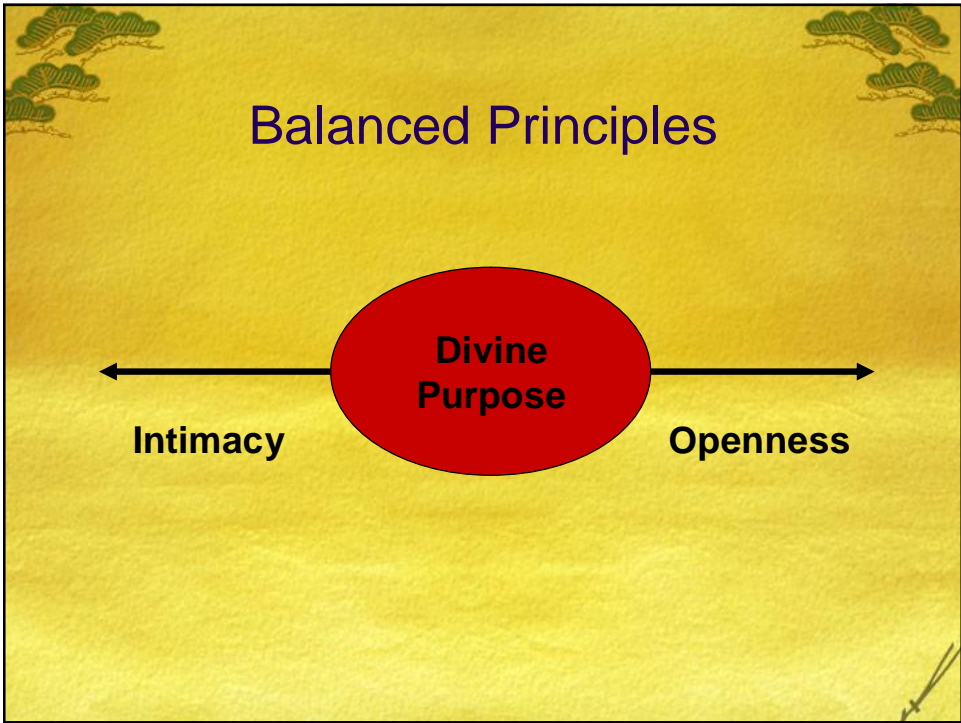 Balanced Principles
Divine
Purpose
Intimacy
Openness